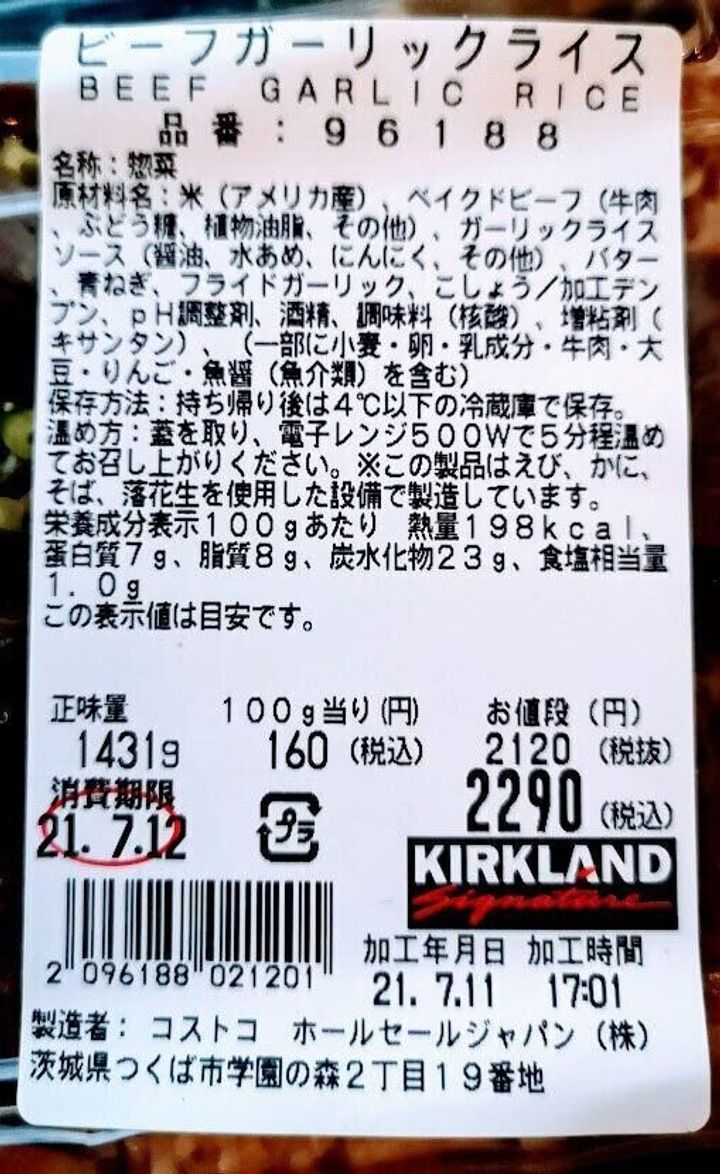 ビーフガーリックライス
BEEF GARLIC RICE
品番：96188
名称：惣菜
原材料名：米（アメリカ産）、ベイクドビーフ（牛肉
、ぶどう糖、植物油脂、その他）、ガーリックライス
ソース（醤油、水あめ、にんにく、その他）、バター
、青ねぎ、フライドガーリック、こしょう／加工デン
プン、ｐＨ調整剤、酒精、調味料（核酸）、増粘剤（
キサンタン）、（一部に小麦・卵・乳成分・牛肉・大
豆・りんご・魚醤（魚介類）を含む）
保存方法：持ち帰り後は４℃以下の冷蔵庫で保存。
温め方：蓋を取り、電子レンジ５００Ｗで５分程温め
てお召し上がりください。※この製品はえび、かに、
そば、落花生を使用した設備で製造しています。
栄養成分表示１００ｇあたり　熱量１９８ｋｃａｌ、
蛋白質７ｇ、脂質８ｇ、炭水化物２３ｇ、食塩相当量
１．０ｇ
この表示値は目安です。
正味量 １００ｇ当り(円) お値段（円）
1431g 160（税込） 2120（税抜）
消費期限 2290（税込）
21. 7.12 プラ
KIRKLAND
Signature
加工年月日 加工時間
2 096188 021201 21. 7.11 17:01
製造者：コストコ　ホールセールジャパン（株）
茨城県つくば市学園の森２丁目１９番地